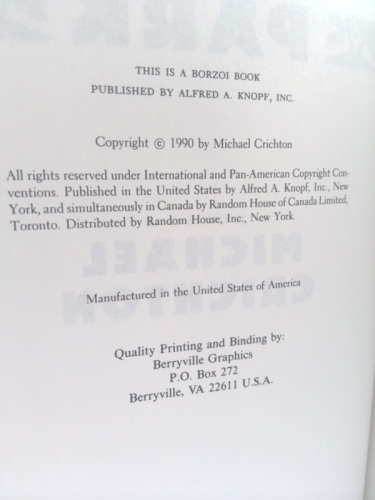 THIS IS A BORZOI BOOK
PUBLISHED BY ALFRED A. KNOPF, INC.
Copyright © 1990 by Michael Crichton
All rights reserved under International and Pan-American Copyright Con-
ventions. Published in the United States by Alfred A. Knopf, Inc., New
York, and simultaneously in Canada by Random House of Canada Limited,
Toronto. Distributed by Random House, Inc., New York.
MICHAEL
CRICHTON
Manufactured in the United States of America
Quality Printing and Binding by:
Berryville Graphics
P.O. Box 272
Berryville, VA 22611 U.S.A.